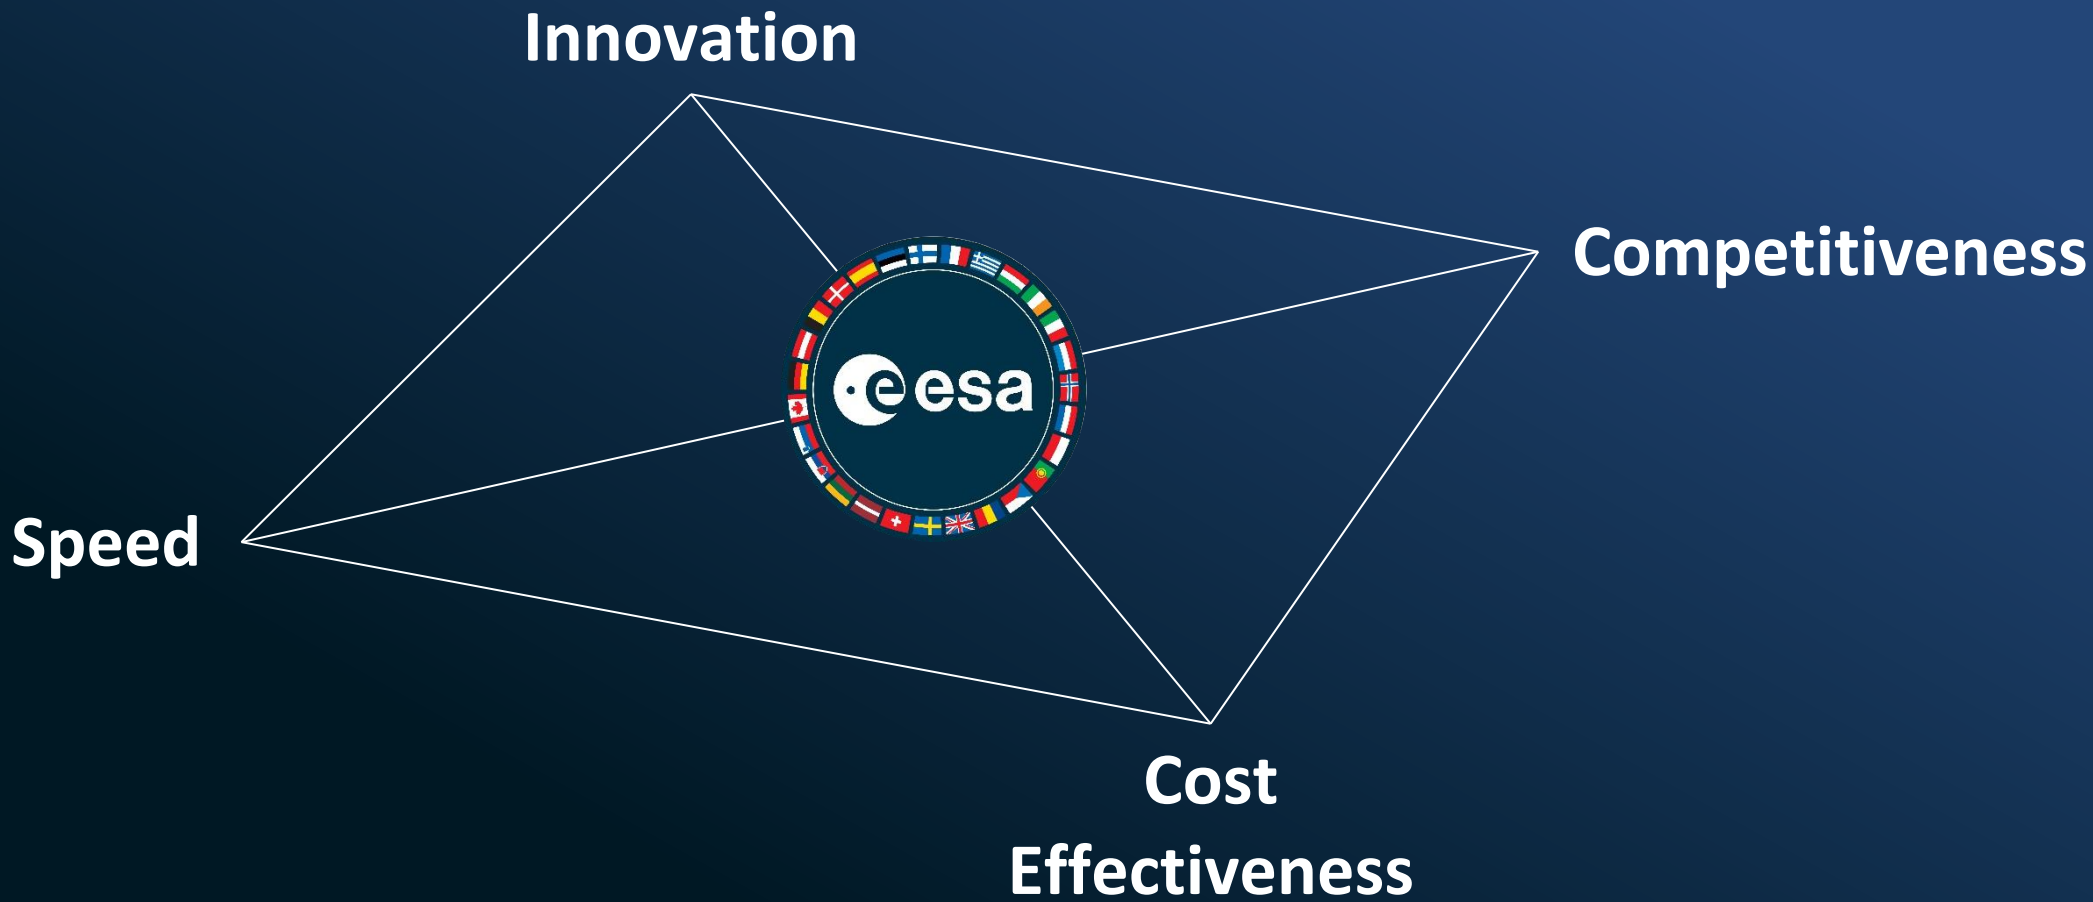 Innovation
Competitiveness
esa
Speed
Cost
Effectiveness